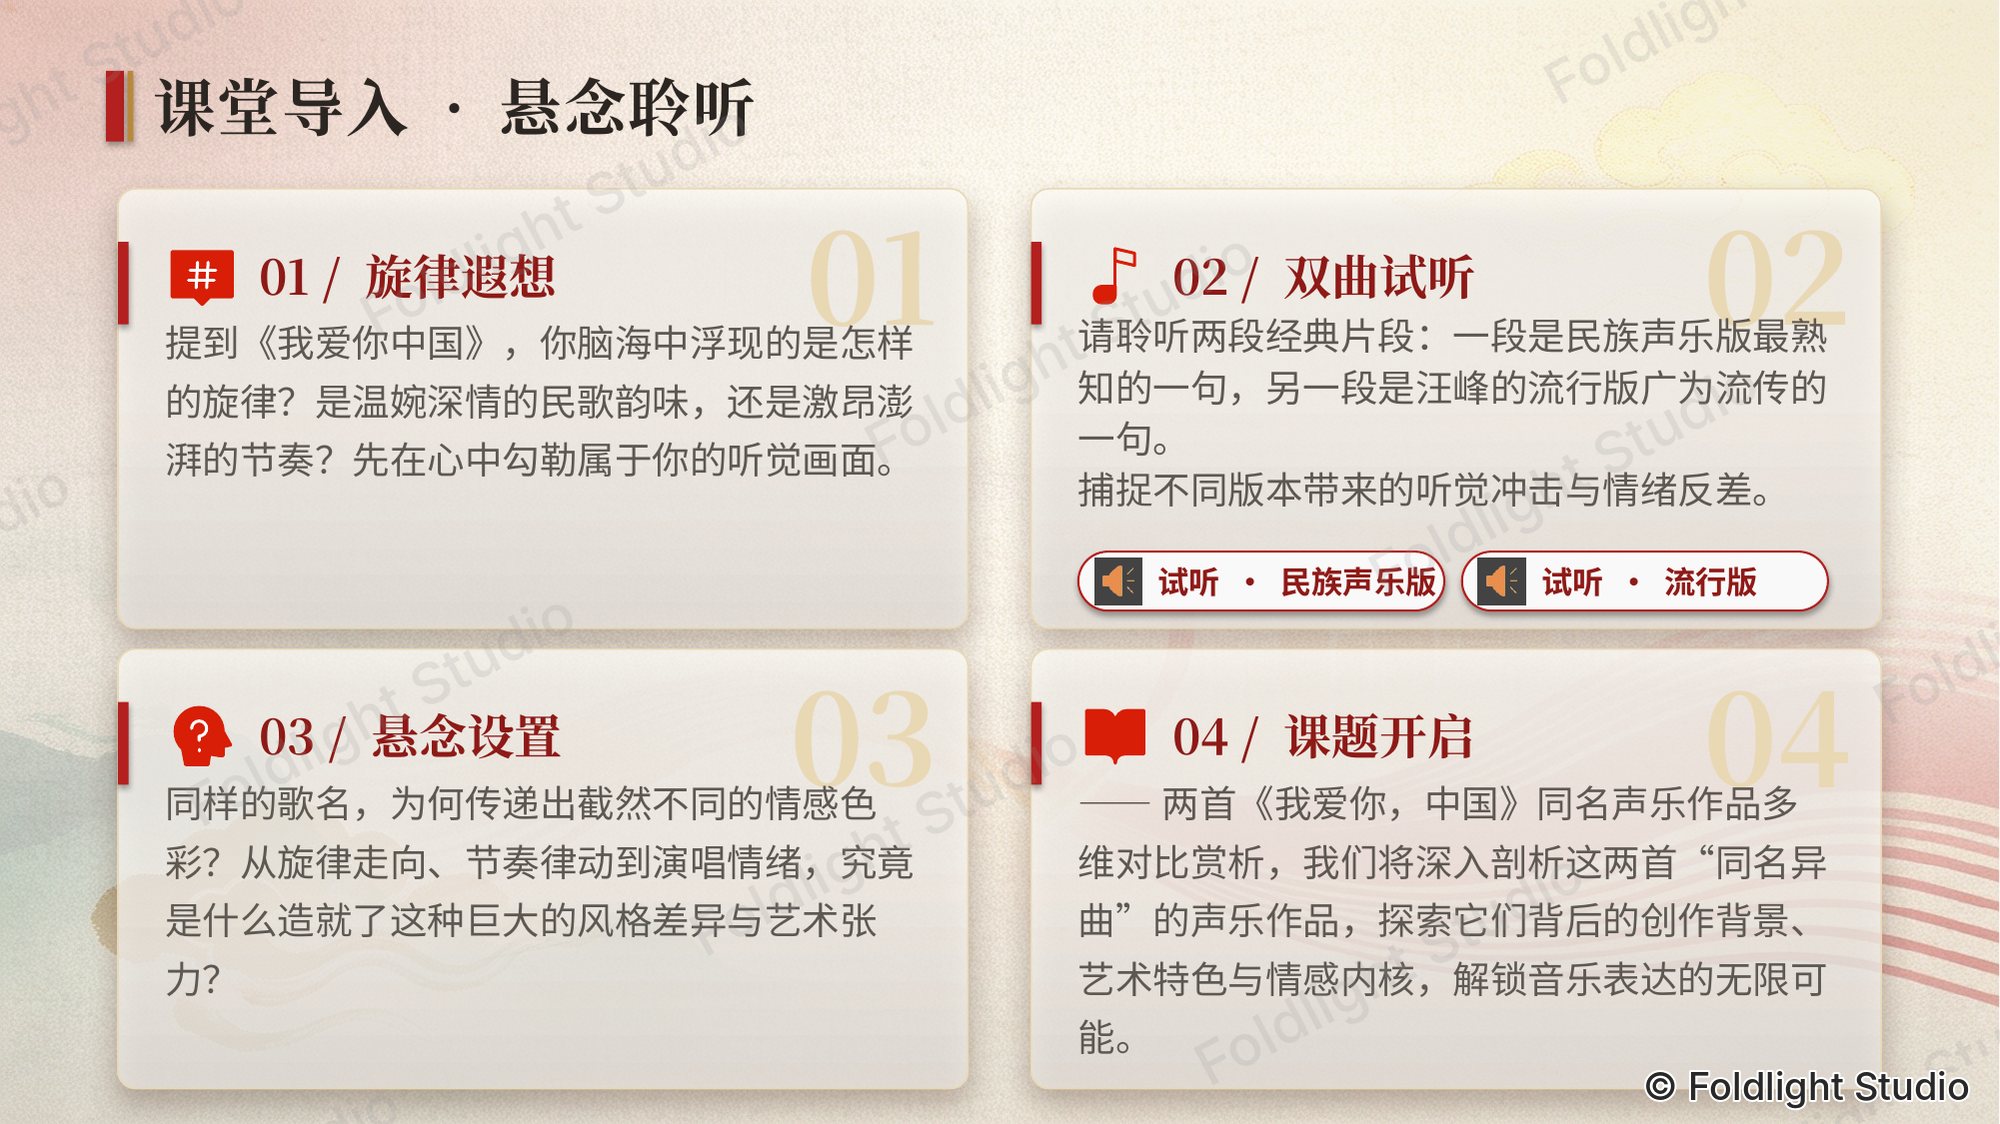 课堂导入 · 悬念聆听
01
01 / 旋律遐想
提到《我爱你中国》，你脑海中浮现的是怎样
的旋律？是温婉深情的民歌韵味，还是激昂澎
湃的节奏？先在心中勾勒属于你的听觉画面。
02
02 / 双曲试听
请聆听两段经典片段：一段是民族声乐版最熟
知的一句，另一段是汪峰的流行版广为流传的
一句。
捕捉不同版本带来的听觉冲击与情绪反差。
试听 · 民族声乐版
试听 · 流行版
03
03 / 悬念设置
同样的歌名，为何传递出截然不同的情感色
彩？从旋律走向、节奏律动到演唱情绪，究竟
是什么造就了这种巨大的风格差异与艺术张
力？
04
04 / 课题开启
—— 两首《我爱你，中国》同名声乐作品多
维对比赏析，我们将深入剖析这两首“同名异
曲”的声乐作品，探索它们背后的创作背景、
艺术特色与情感内核，解锁音乐表达的无限可
能。
© Foldlight Studio